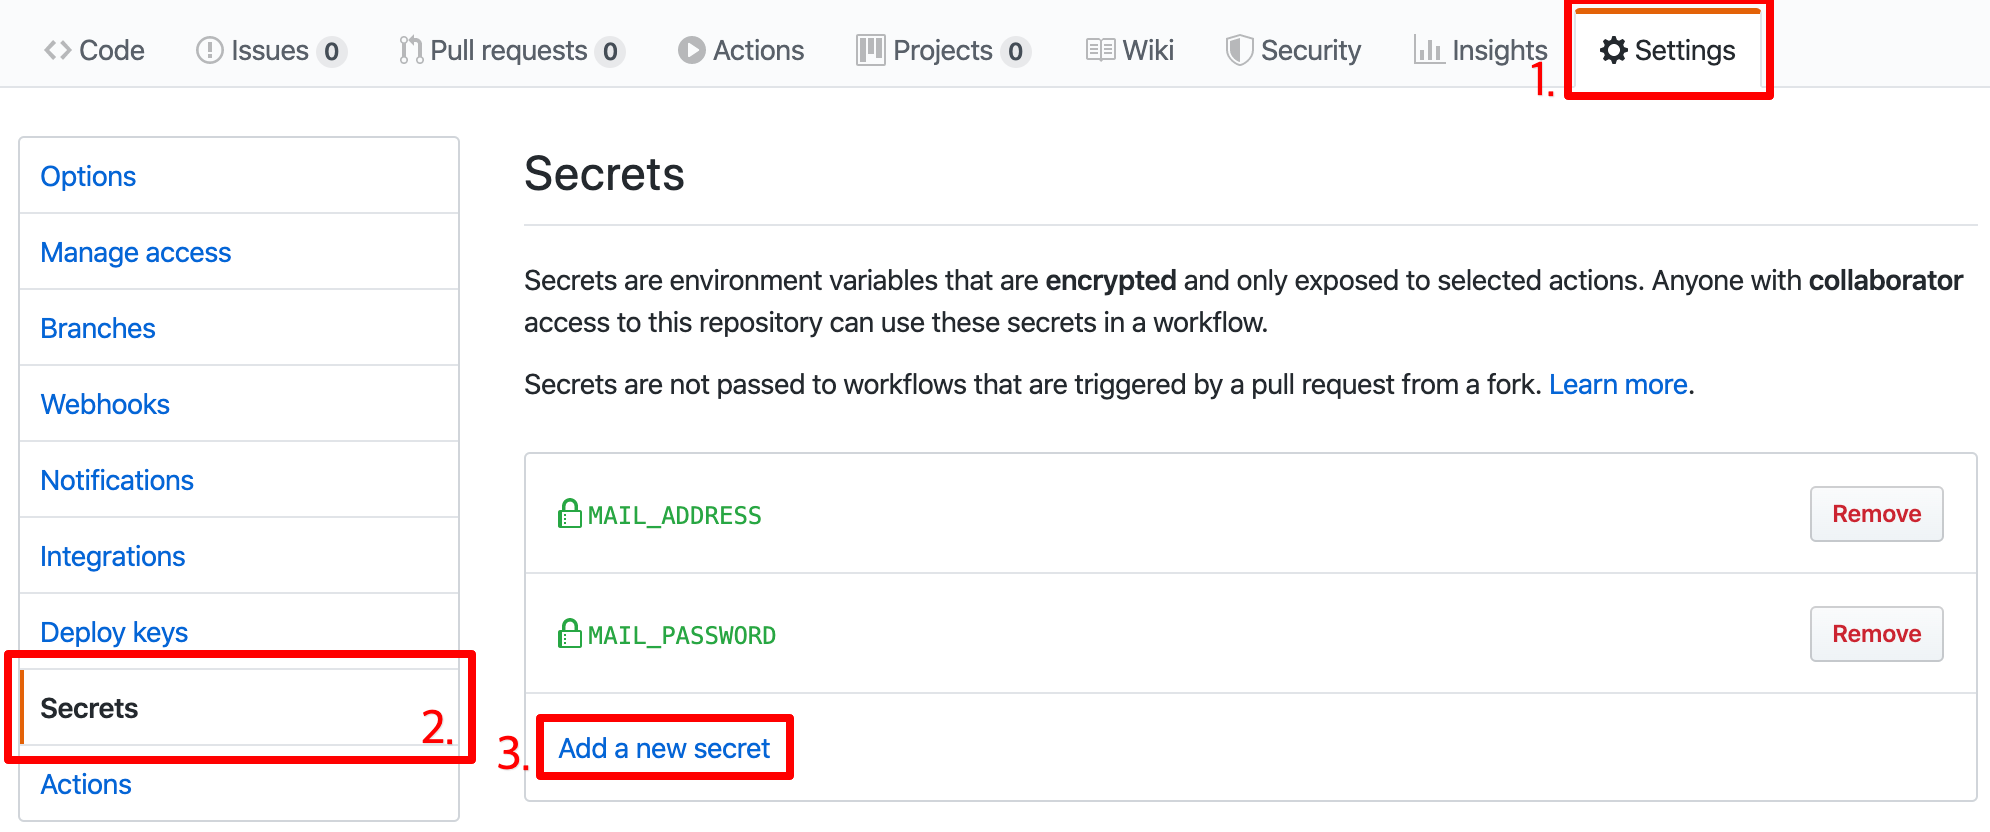 Code Issues 0 Pull requests 0 Actions Projects 0 Wiki Security Insights 1. Settings
Options
Manage access
Branches
Webhooks
Notifications
Integrations
Deploy keys
Secrets 2.
Actions
Secrets
Secrets are environment variables that are encrypted and only exposed to selected actions. Anyone with collaborator
access to this repository can use these secrets in a workflow.
Secrets are not passed to workflows that are triggered by a pull request from a fork. Learn more.
MAIL_ADDRESS Remove
MAIL_PASSWORD Remove
3. Add a new secret